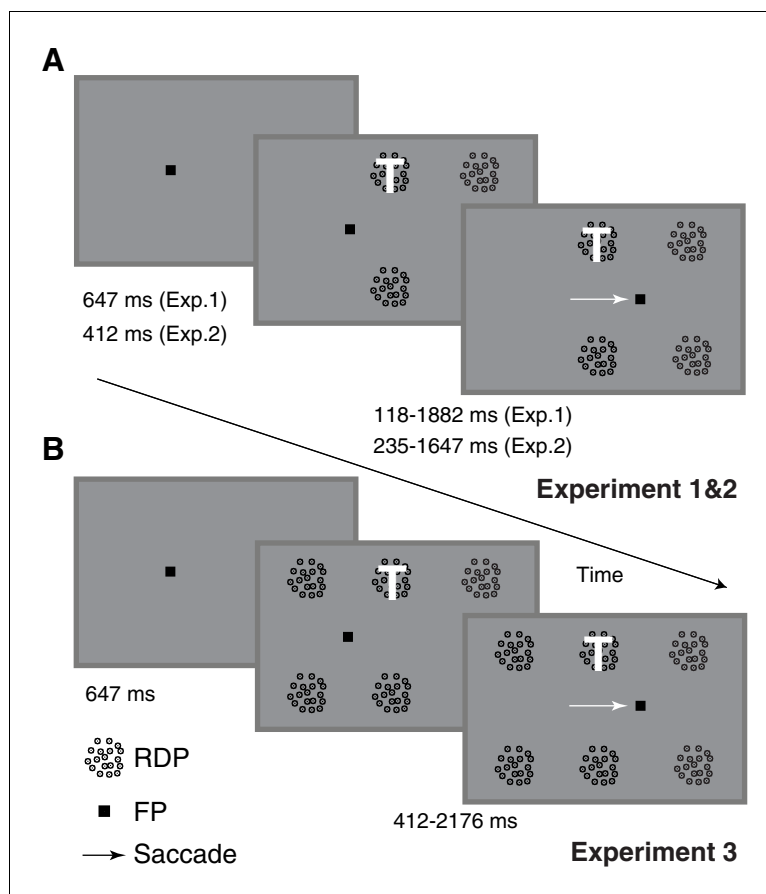 A
T
T
647 ms (Exp.1)
412 ms (Exp.2)
118-1882 ms (Exp.1)
235-1647 ms (Exp.2)
Experiment 1&2
B
T
Time
T
647 ms
RDP
FP
412-2176 ms
Saccade
Experiment 3